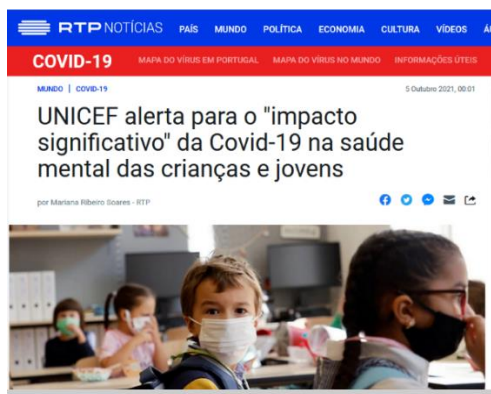 RTP NOTÍCIAS PAÍS MUNDO POLÍTICA ECONOMIA CULTURA VÍDEOS
COVID-19 MAPA DO VÍRUS EM PORTUGAL MAPA DO VÍRUS NO MUNDO INFORMAÇÕES ÚTEIS
MUNDO | COVID-19 5 Outubro 2021, 00:01
UNICEF alerta para o "impacto
significativo" da Covid-19 na saúde
mental das crianças e jovens
por Mariana Ribeiro Soares - RTP